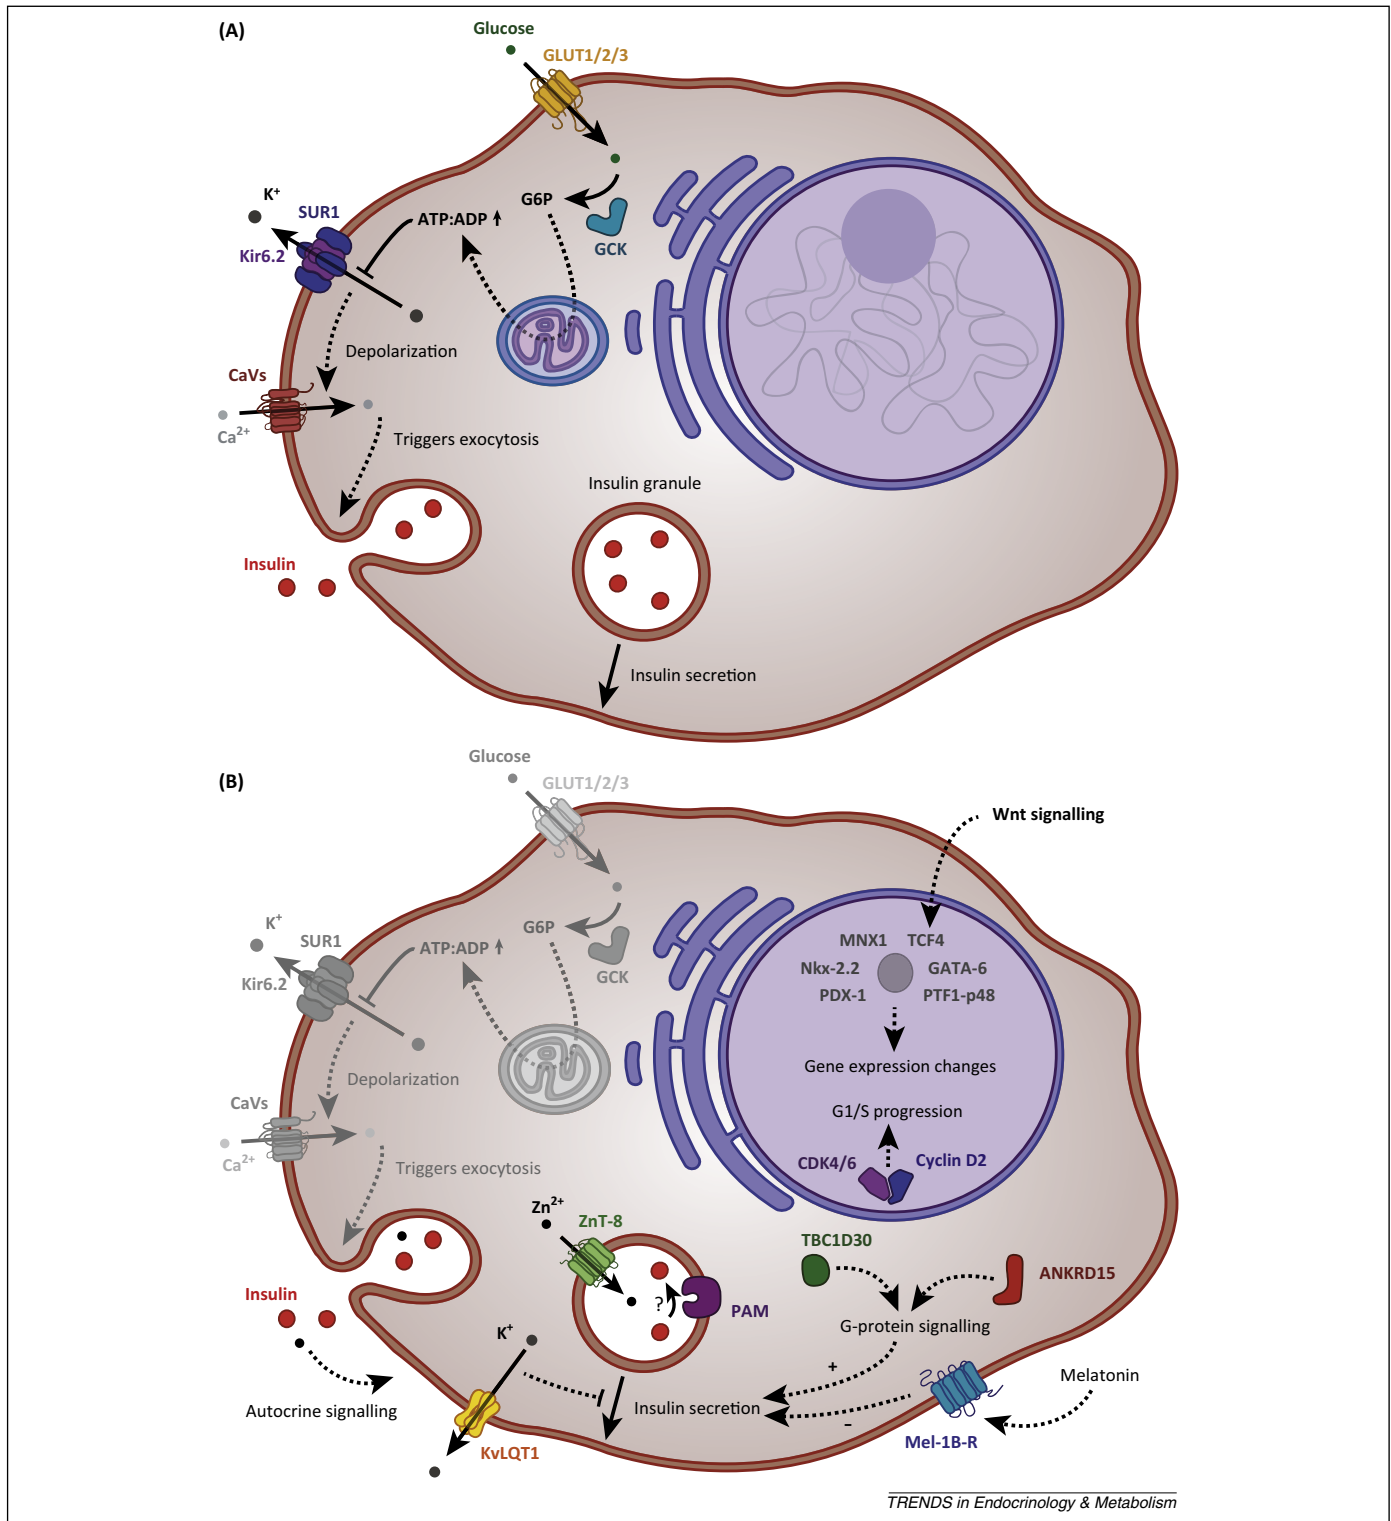 (A)
Glucose
GLUT1/2/3
K+
SUR1
Kir6.2
ATP:ADP ↑
G6P
GCK
Depolarization
CaVs
Ca2+
Triggers exocytosis
Insulin granule
Insulin
Insulin secretion
(B)
Glucose
GLUT1/2/3
Wnt signalling
K+
SUR1
Kir6.2
ATP:ADP ↑
G6P
GCK
MNX1 TCF4
Nkx-2.2 GATA-6
PDX-1 PTF1-p48
Gene expression changes
G1/S progression
CDK4/6 Cyclin D2
Depolarization
CaVs
Ca2+
Triggers exocytosis
Zn2+
ZnT-8
TBC1D30
ANKRD15
Insulin
?
PAM
G-protein signalling
K+
+
Melatonin
Autocrine signalling
Insulin secretion
–
KvLQT1
Mel-1B-R
TRENDS in Endocrinology & Metabolism